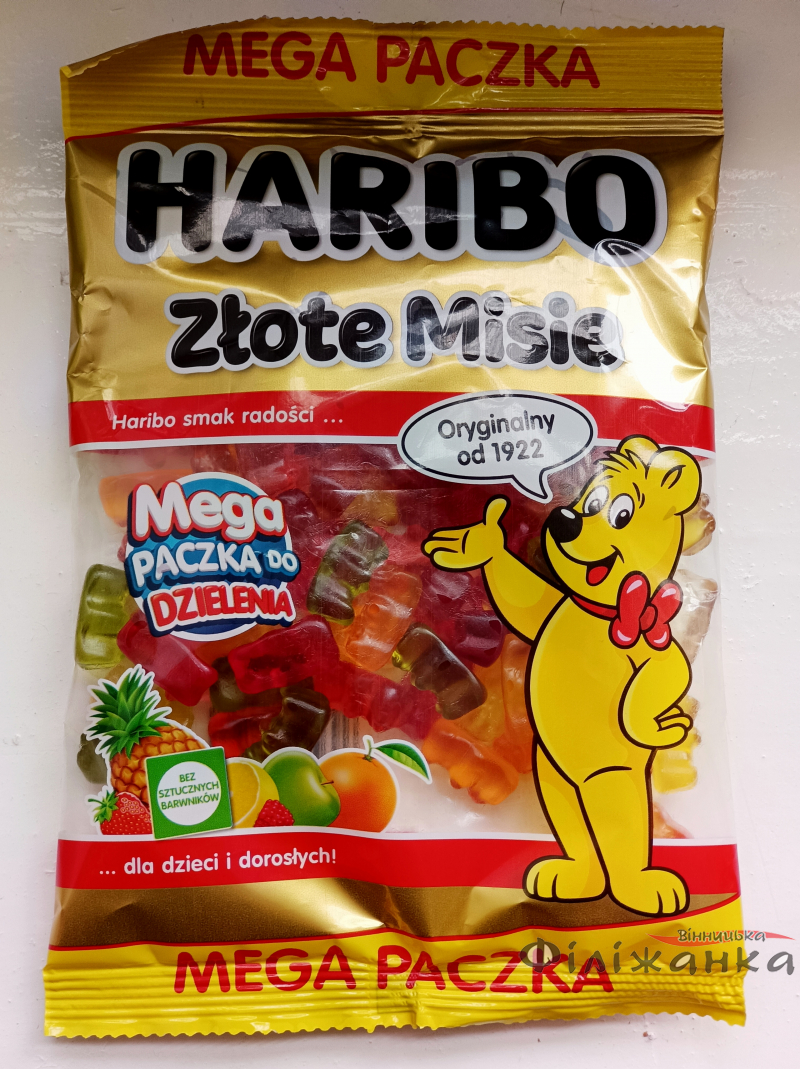 MEGA PACZKA
HARIBO
Złote Misie
Haribo smak radości ...
Oryginalny
od 1922
Mega
PACZKA DO
DZIELENIA
BEZ
SZTUCZNYCH
BARWNIKÓW
... dla dzieci i dorosłych!
MEGA PACZKA
Вінницька
Філіжанка